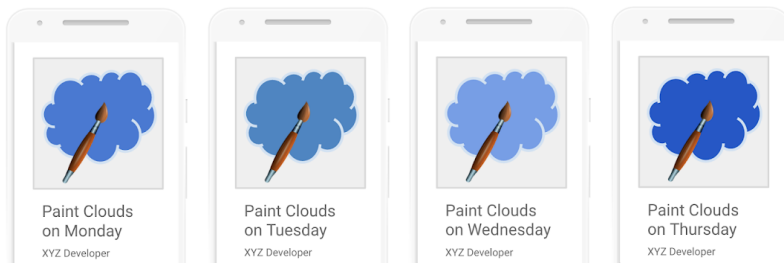 Paint Clouds
on Monday
XYZ Developer
Paint Clouds
on Tuesday
XYZ Developer
Paint Clouds
on Wednesday
XYZ Developer
Paint Clouds
on Thursday
XYZ Developer